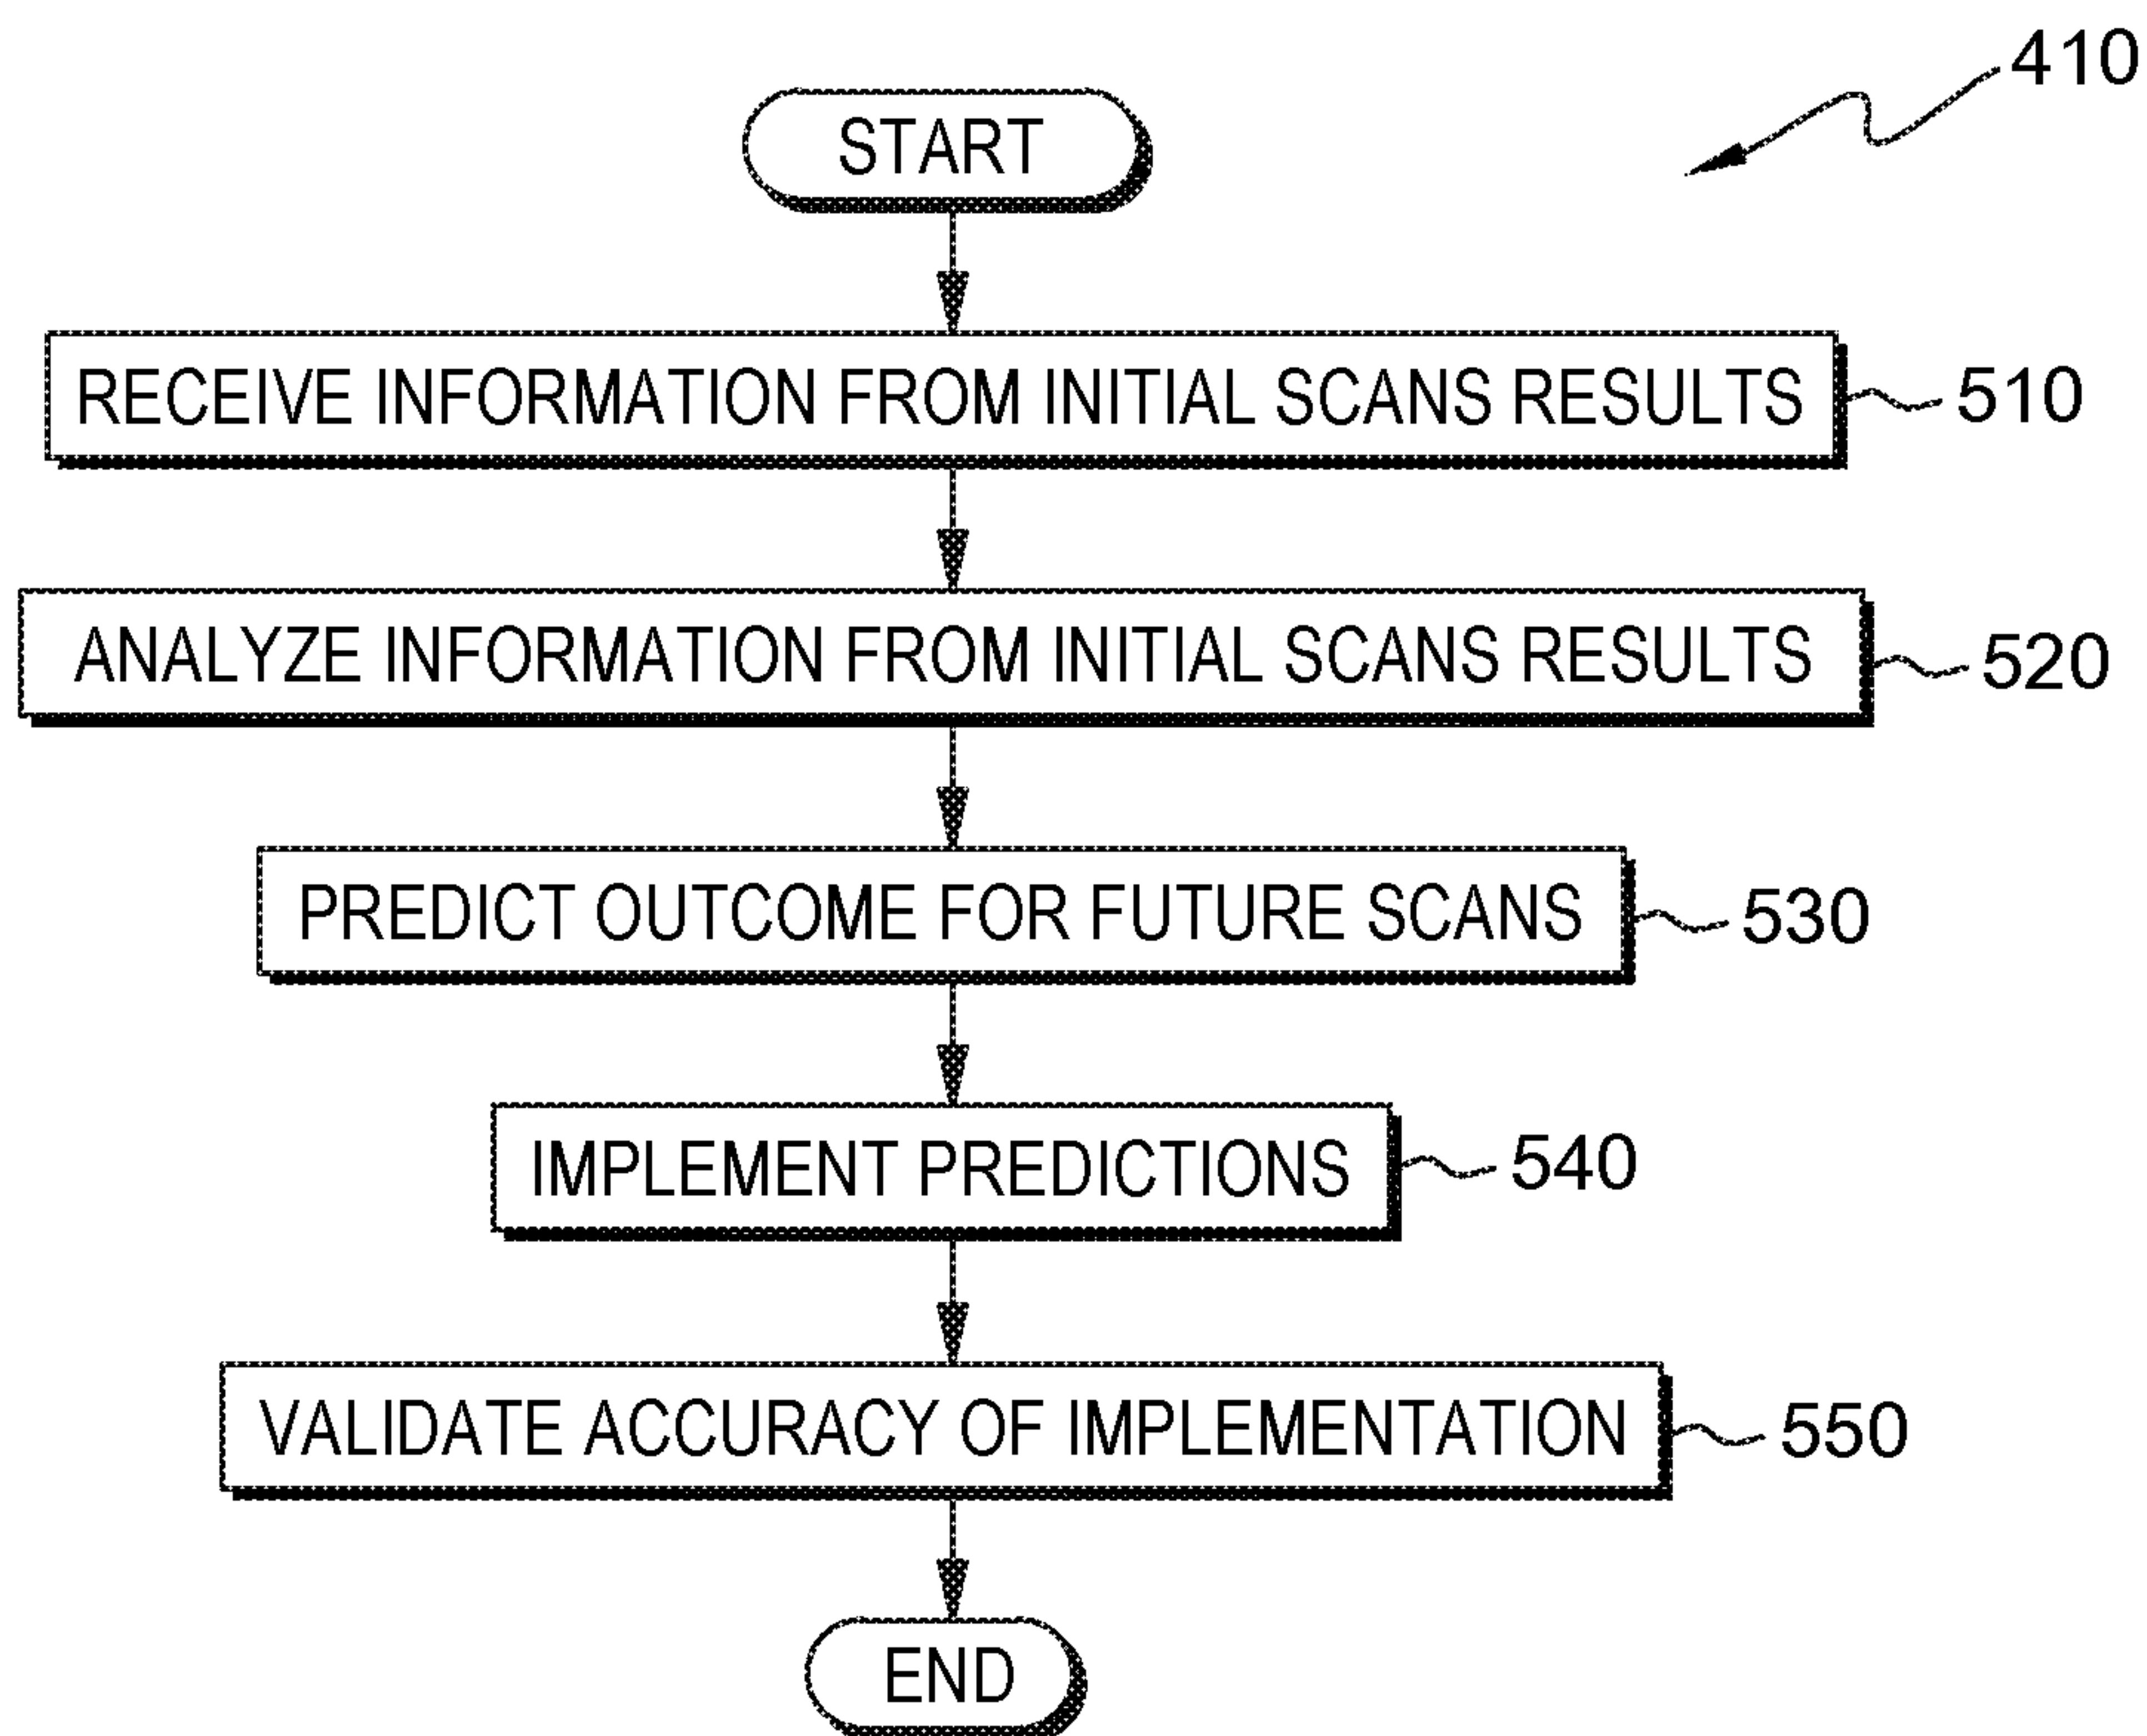 410
START
RECEIVE INFORMATION FROM INITIAL SCANS RESULTS
510
ANALYZE INFORMATION FROM INITIAL SCANS RESULTS
520
PREDICT OUTCOME FOR FUTURE SCANS
530
IMPLEMENT PREDICTIONS
540
VALIDATE ACCURACY OF IMPLEMENTATION
550
END